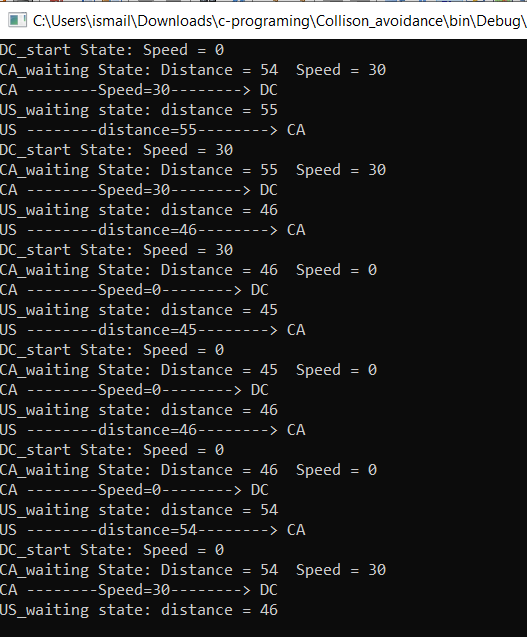 C:\Users\ismail\Downloads\c-programing\Collison_avoidance\bin\Debug\
DC_start State: Speed = 0
CA_waiting State: Distance = 54  Speed = 30
CA --------Speed=30--------> DC
US_waiting state: distance = 55
US --------distance=55--------> CA
DC_start State: Speed = 30
CA_waiting State: Distance = 55  Speed = 30
CA --------Speed=30--------> DC
US_waiting state: distance = 46
US --------distance=46--------> CA
DC_start State: Speed = 30
CA_waiting State: Distance = 46  Speed = 0
CA --------Speed=0--------> DC
US_waiting state: distance = 45
US --------distance=45--------> CA
DC_start State: Speed = 0
CA_waiting State: Distance = 45  Speed = 0
CA --------Speed=0--------> DC
US_waiting state: distance = 46
US --------distance=46--------> CA
DC_start State: Speed = 0
CA_waiting State: Distance = 46  Speed = 0
CA --------Speed=0--------> DC
US_waiting state: distance = 54
US --------distance=54--------> CA
DC_start State: Speed = 0
CA_waiting State: Distance = 54  Speed = 30
CA --------Speed=30--------> DC
US_waiting state: distance = 46